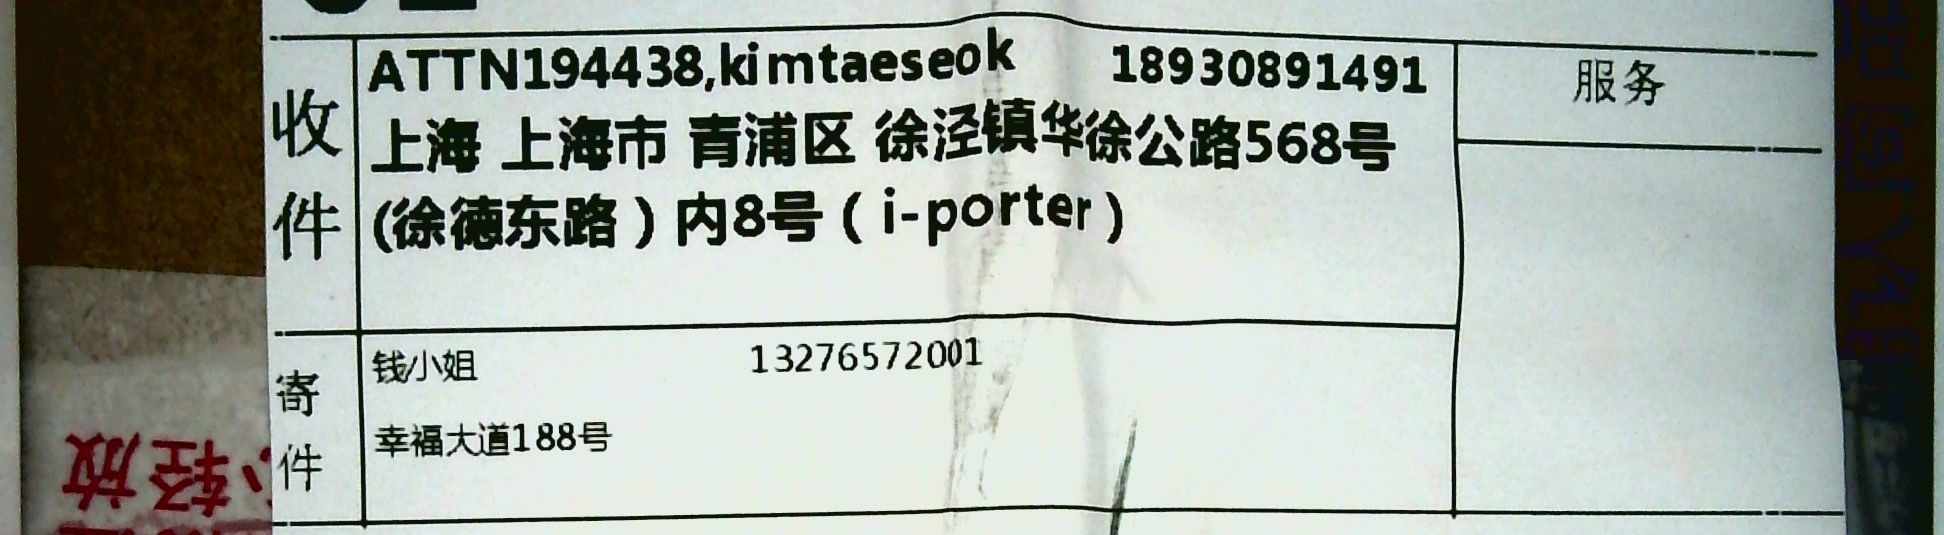 收件
ATTN194438,kimtaeseok 18930891491
上海 上海市 青浦区 徐泾镇华徐公路568号
(徐德东路）内8号（i-porter）
服务
寄件
钱小姐 13276572001
幸福大道188号
轻放